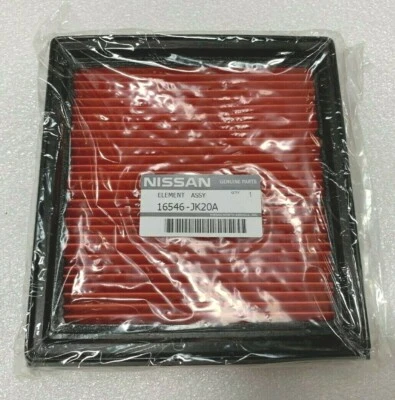 NISSAN GENUINE PARTS
ELEMENT ASSY QTY 1
16546-JK20A